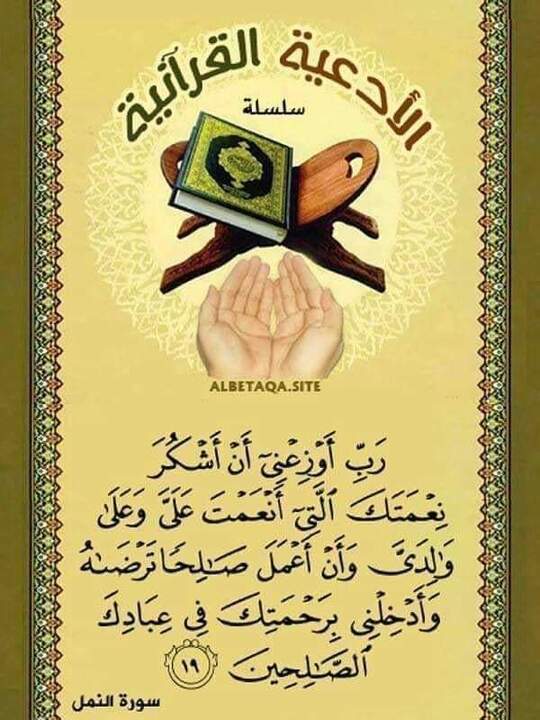 سلسلة
الأدعية القرآنية
ALBETAQA.SITE
رَبِّ أَوْزِعْنِىٓ أَنْ أَشْكُرَ
نِعْمَتَكَ ٱلَّتِىٓ أَنْعَمْتَ عَلَىَّ وَعَلَىٰ
وَٰلِدَىَّ وَأَنْ أَعْمَلَ صَٰلِحًا تَرْضَىٰهُ
وَأَدْخِلْنِى بِرَحْمَتِكَ فِى عِبَادِكَ
ٱلصَّٰلِحِينَ ١٩
سورة النمل